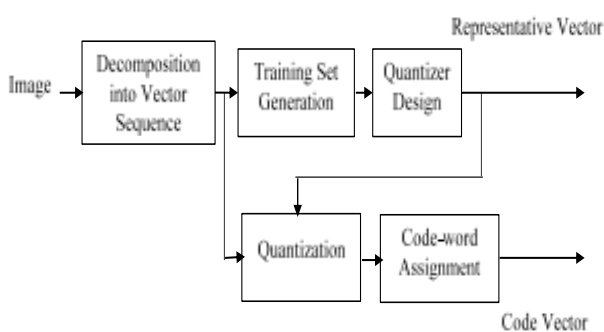 Representative Vector
Image
Decomposition
into Vector
Sequence
Training Set
Generation
Quantizer
Design
Quantization
Code-word
Assignment
Code Vector